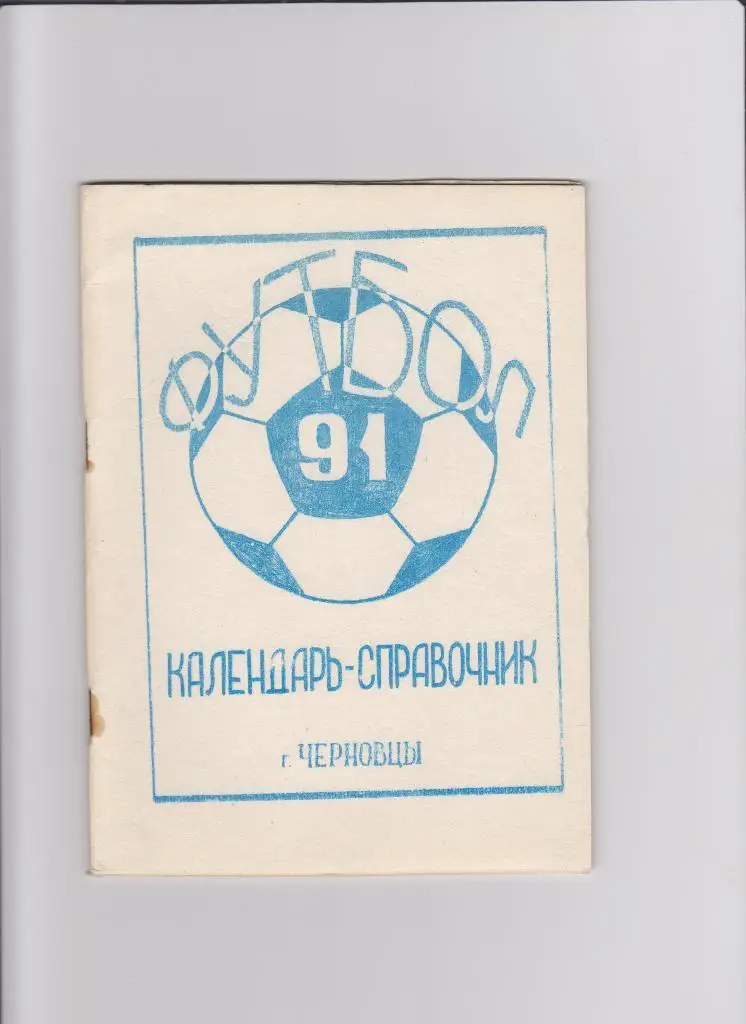 ФУТБОЛ
91
КАЛЕНДАРЬ-СПРАВОЧНИК
г. ЧЕРНОВЦЫ